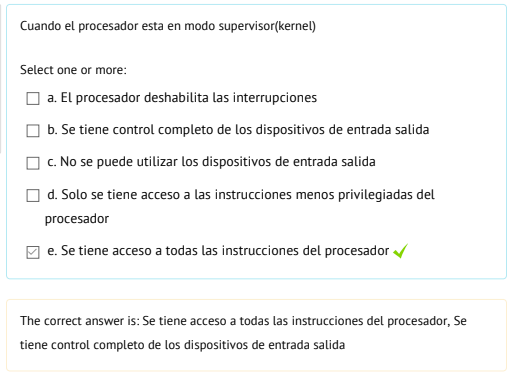 Cuando el procesador esta en modo supervisor(kernel)
Select one or more:
a. El procesador deshabilita las interrupciones
b. Se tiene control completo de los dispositivos de entrada salida
c. No se puede utilizar los dispositivos de entrada salida
d. Solo se tiene acceso a las instrucciones menos privilegiadas del
procesador
e. Se tiene acceso a todas las instrucciones del procesador
The correct answer is: Se tiene acceso a todas las instrucciones del procesador, Se
tiene control completo de los dispositivos de entrada salida